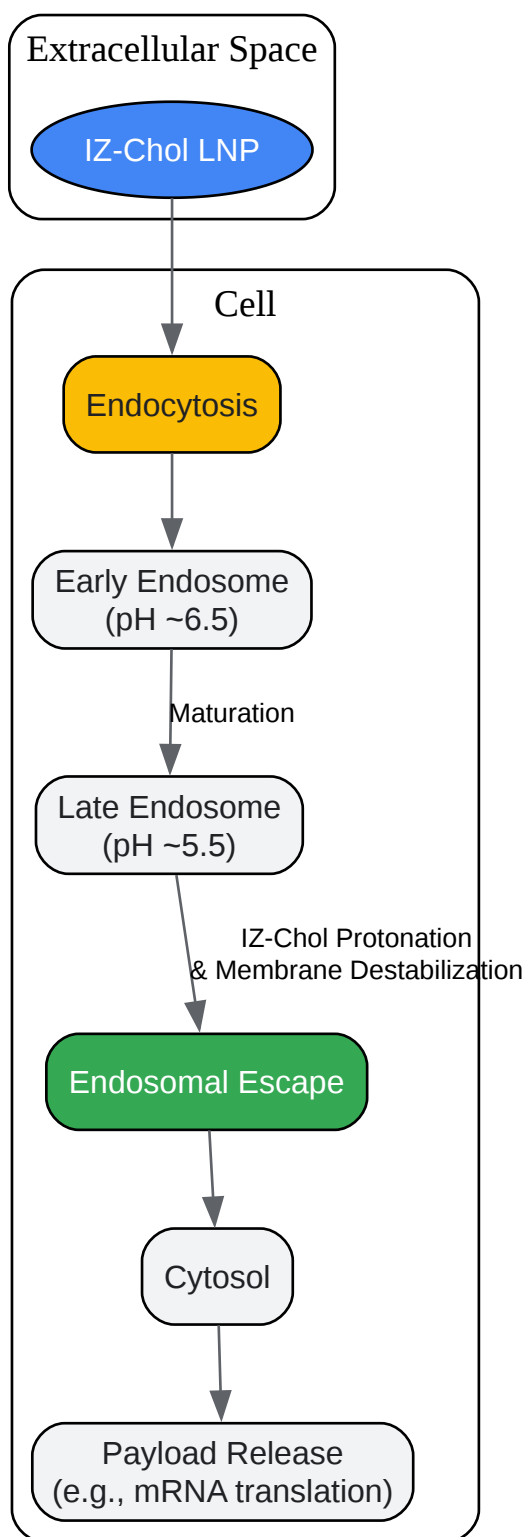 Extracellular Space
IZ-Chol LNP
Cell
Endocytosis
Early Endosome
(pH ~6.5)
Maturation
Late Endosome
(pH ~5.5)
IZ-Chol Protonation
& Membrane Destabilization
Endosomal Escape
Cytosol
Payload Release
(e.g., mRNA translation)